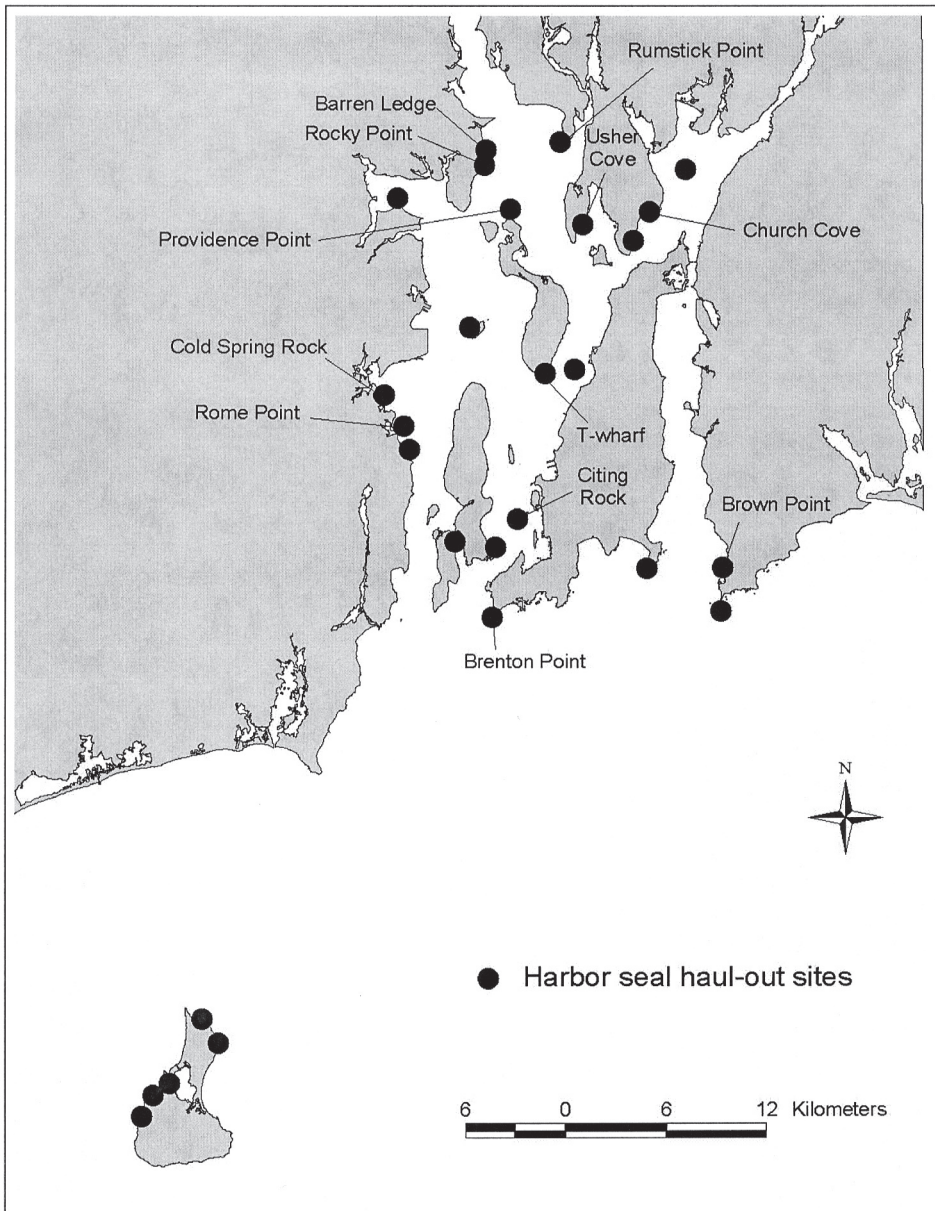 Rumstick Point
Barren Ledge
Rocky Point
Usher
Cove
Providence Point
Church Cove
Cold Spring Rock
Rome Point
T-wharf
Citing
Rock
Brown Point
Brenton Point
N
Harbor seal haul-out sites
6 0 6 12 Kilometers